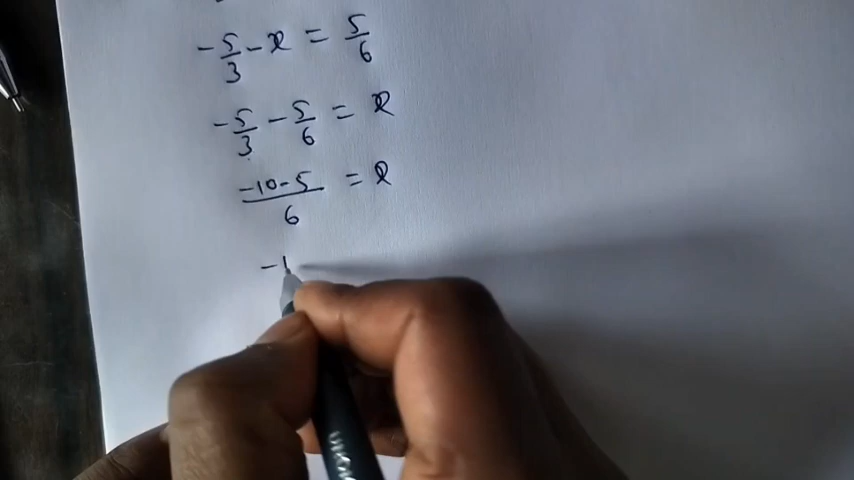 -5/3 - x = 5/6
-5/3 - 5/6 = x
(-10-5)/6 = x
-1